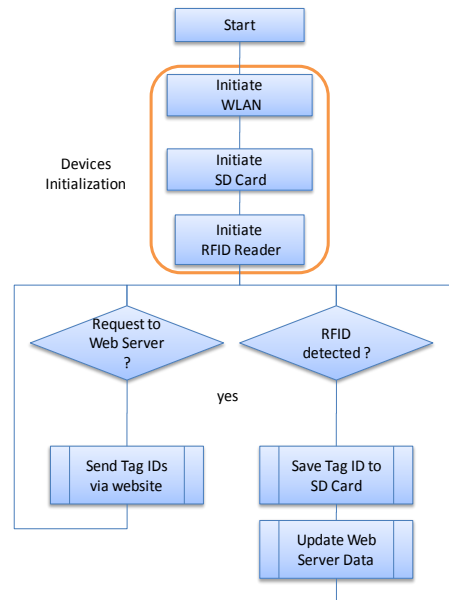 Start
Initiate
WLAN
Devices
Initialization
Initiate
SD Card
Initiate
RFID Reader
Request to
Web Server
?
RFID
detected ?
yes
Send Tag IDs
via website
Save Tag ID to
SD Card
Update Web
Server Data